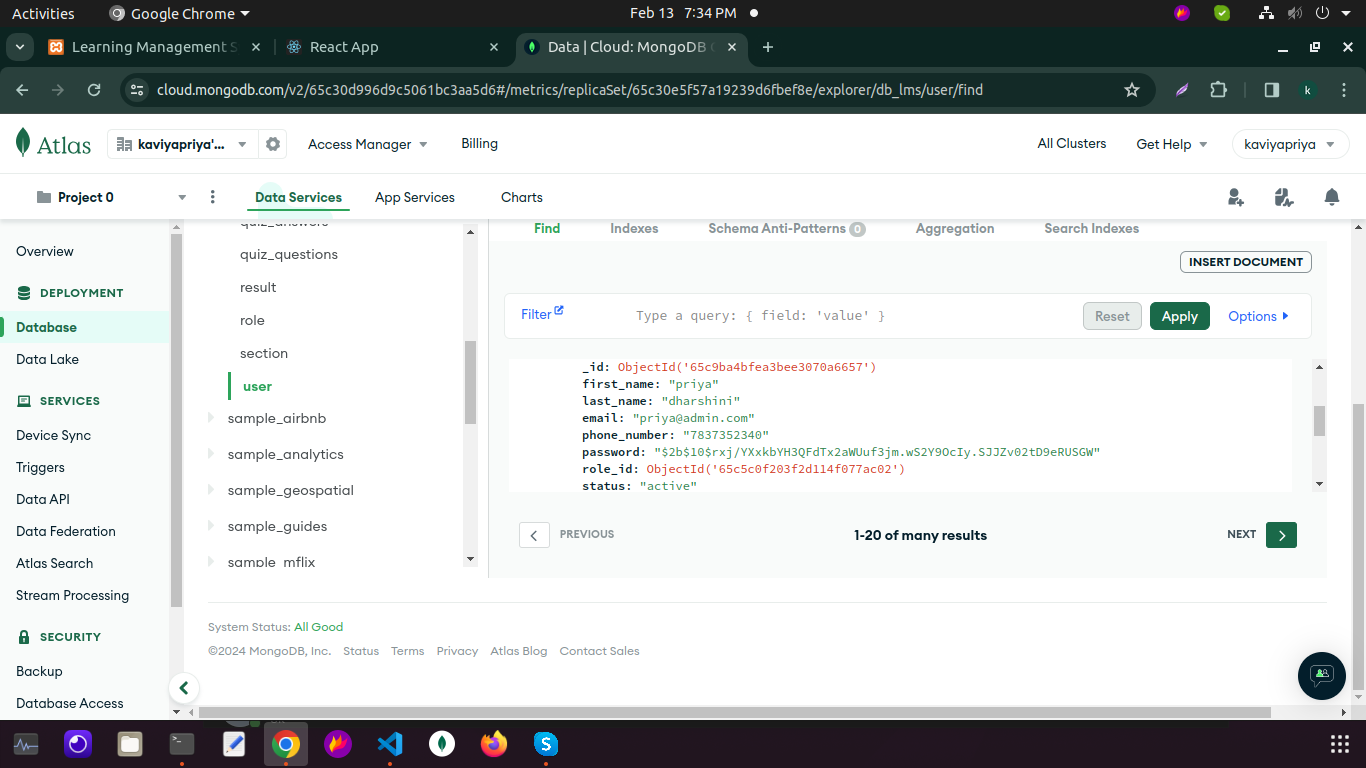 Activities Google Chrome Feb 13 7:34 PM
Learning Management S React App Data | Cloud: MongoDB C
cloud.mongodb.com/v2/65c30d996d9c5061bc3aa5d6#/metrics/replicaSet/65c30e5f57a19239d6fbef8e/explorer/db_lms/user/find k
Atlas kaviyapriya'... Access Manager Billing All Clusters Get Help kaviyapriya
Project 0 Data Services App Services Charts
quiz_answers Find Indexes Schema Anti-Patterns 0 Aggregation Search Indexes
Overview quiz_questions INSERT DOCUMENT
DEPLOYMENT result
Database role Filter Type a query: { field: 'value' } Reset Apply Options
Data Lake section _id: ObjectId('65c9ba4bfea3bee3070a6657')
user first_name: "priya"
SERVICES last_name: "dharshini"
sample_airbnb email: "priya@admin.com"
Device Sync phone_number: "7837352340"
sample_analytics password: "$2b$10$rxj/YXxkbYH3QFdTx2aWUuf3jm.wS2Y9OcIy.SJJZv02tD9eRUSGW"
Triggers role_id: ObjectId('65c5c0f203f2d114f077ac02')
sample_geospatial status: "active"
Data API
Data Federation sample_guides PREVIOUS 1-20 of many results NEXT
Atlas Search sample_mflix
Stream Processing
SECURITY System Status: All Good
Backup ©2024 MongoDB, Inc. Status Terms Privacy Atlas Blog Contact Sales
Database Access